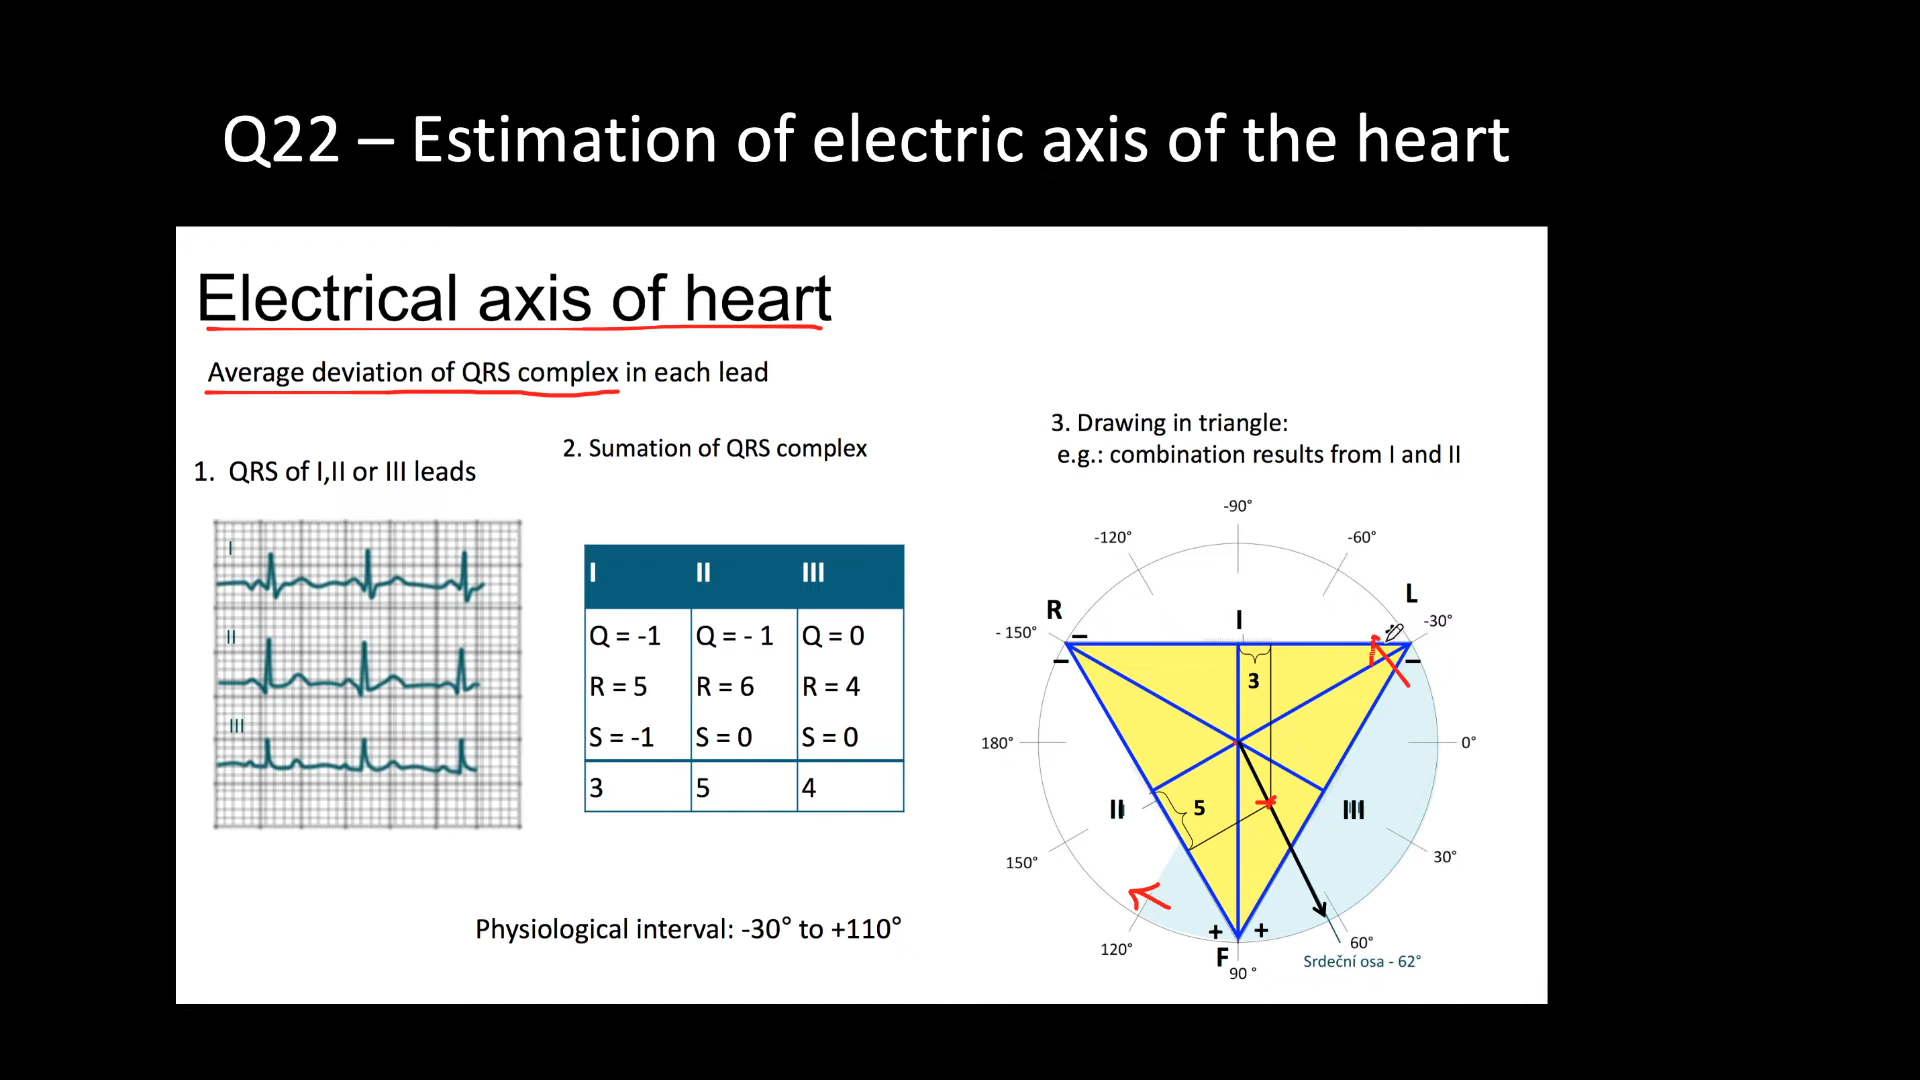 Q22 – Estimation of electric axis of the heart
Electrical axis of heart
Average deviation of QRS complex in each lead
1. QRS of I,II or III leads
I
II
III
2. Sumation of QRS complex
I II III
Q = -1 Q = - 1 Q = 0
R = 5 R = 6 R = 4
S = -1 S = 0 S = 0
3 5 4
Physiological interval: -30° to +110°
3. Drawing in triangle:
e.g.: combination results from I and II
-90°
-120° -60°
R I L
- 150° – -30°
– –
3
180° 0°
II 5 III
150° 30°
120° + + 60°
F Srdeční osa - 62°
90 °